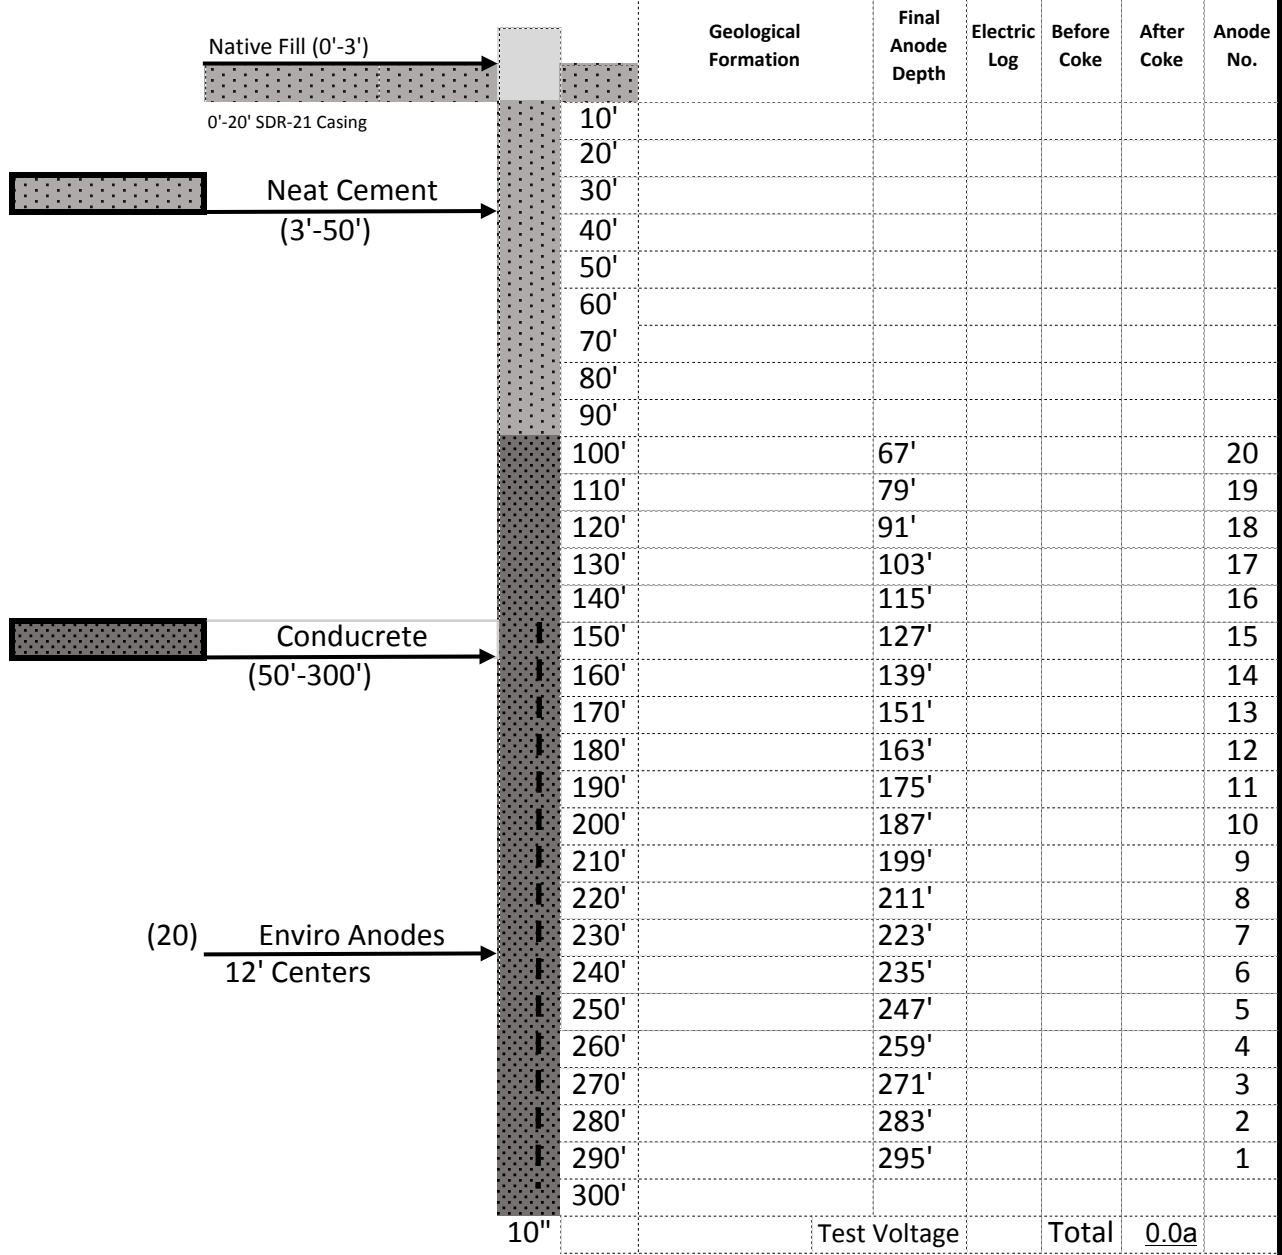 Geological Formation Final Anode Depth Electric Log Before Coke After Coke Anode No.
Native Fill (0'-3')
0'-20' SDR-21 Casing
10'
20'
Neat Cement 30'
(3'-50') 40'
50'
60'
70'
80'
90'
100' 67' 20
110' 79' 19
120' 91' 18
130' 103' 17
140' 115' 16
Conducrete 150' 127' 15
(50'-300') 160' 139' 14
170' 151' 13
180' 163' 12
190' 175' 11
200' 187' 10
210' 199' 9
220' 211' 8
(20) Enviro Anodes 230' 223' 7
12' Centers 240' 235' 6
250' 247' 5
260' 259' 4
270' 271' 3
280' 283' 2
290' 295' 1
300'
10" Test Voltage Total 0.0a